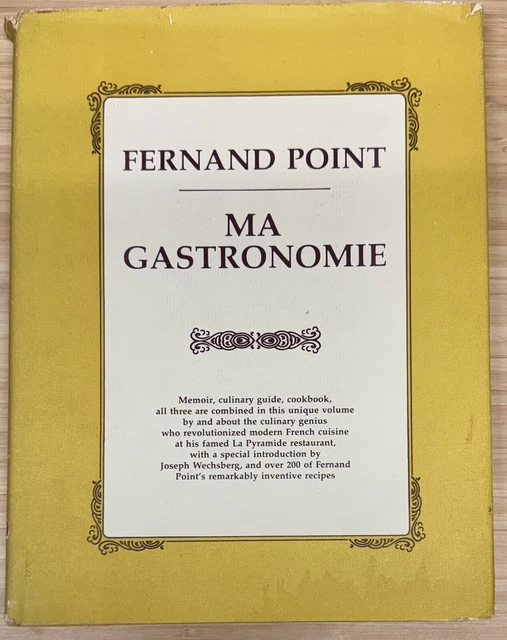 FERNAND POINT
MA
GASTRONOMIE
Memoir, culinary guide, cookbook,
all three are combined in this unique volume
by and about the culinary genius
who revolutionized modern French cuisine
at his famed La Pyramide restaurant,
with a special introduction by
Joseph Wechsberg, and over 200 of Fernand
Point's remarkably inventive recipes